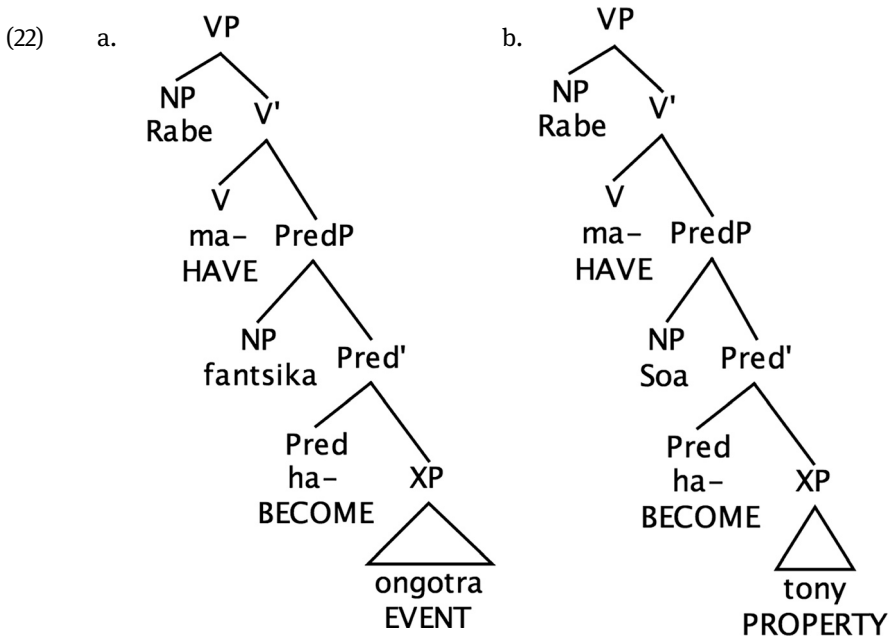 (22) a. VP
NP V'
Rabe
V PredP
ma-
HAVE
NP Pred'
fantsika
Pred XP
ha-
BECOME
ongotra
EVENT
b. VP
NP V'
Rabe
V PredP
ma-
HAVE
NP Pred'
Soa
Pred XP
ha-
BECOME
tony
PROPERTY